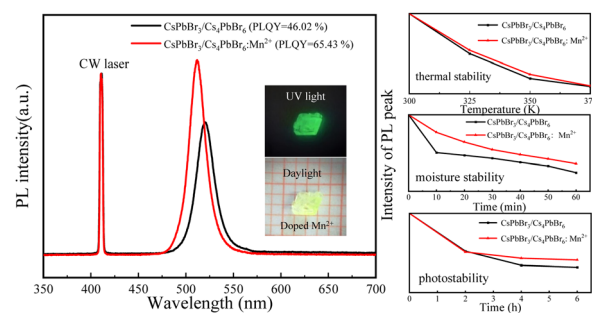 CsPbBr3/Cs4PbBr6 (PLQY=46.02 %)
CsPbBr3/Cs4PbBr6:Mn2+ (PLQY=65.43 %)
CW laser
UV light
Daylight
Doped Mn2+
PL intensity(a.u.)
350 400 450 500 550 600 650 700
Wavelength (nm)
Intensity of PL peak
CsPbBr3/Cs4PbBr6
CsPbBr3/Cs4PbBr6: Mn2+
thermal stability
300 325 350 37
Temperature (K)
CsPbBr3/Cs4PbBr6
CsPbBr3/Cs4PbBr6: Mn2+
moisture stability
0 10 20 30 40 50 60
Time (min)
CsPbBr3/Cs4PbBr6
CsPbBr3/Cs4PbBr6: Mn2+
photostability
0 1 2 3 4 5 6
Time (h)